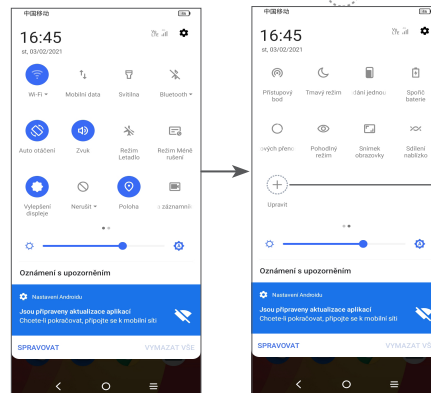 中国移动
16:45
st, 03/02/2021
Wi-Fi
Mobilní data
Svítilna
Bluetooth
Auto otáčení
Zvuk
Režim Letadlo
Režim Méně rušení
Vylepšení displeje
Nerušit
Poloha
záznamník
Oznámení s upozorněním
Nastavení Androidu
Jsou připraveny aktualizace aplikací
Chcete-li pokračovat, připojte se k mobilní síti
SPRAVOVAT
VYMAZAT VŠE
中国移动
16:45
st, 03/02/2021
Přístupový bod
Tmavý režim
dání jednou
Spořič baterie
ových přeno
Pohodlný režim
Snímek obrazovky
Sdílení nablízko
Upravit
Oznámení s upozorněním
Nastavení Androidu
Jsou připraveny aktualizace aplikací
Chcete-li pokračovat, připojte se k mobilní síti
SPRAVOVAT
VYMAZAT VŠE